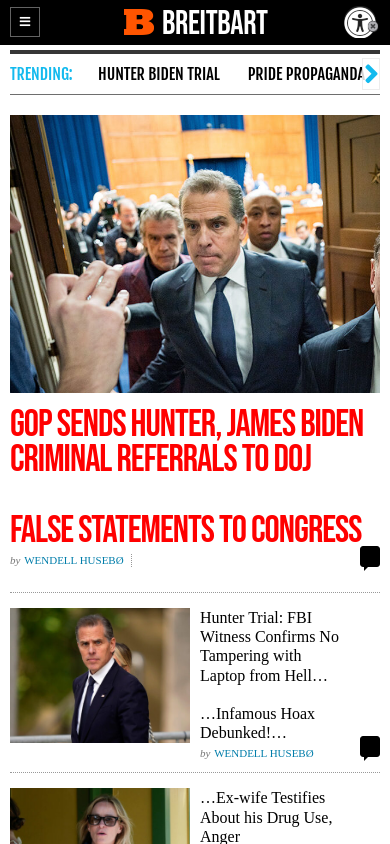 BREITBART
TRENDING:
HUNTER BIDEN TRIAL
PRIDE PROPAGANDA
GOP SENDS HUNTER, JAMES BIDEN
CRIMINAL REFERRALS TO DOJ
FALSE STATEMENTS TO CONGRESS
by WENDELL HUSEBØ
Hunter Trial: FBI
Witness Confirms No
Tampering with
Laptop from Hell…
…Infamous Hoax
Debunked!…
by WENDELL HUSEBØ
…Ex-wife Testifies
About his Drug Use,
Anger